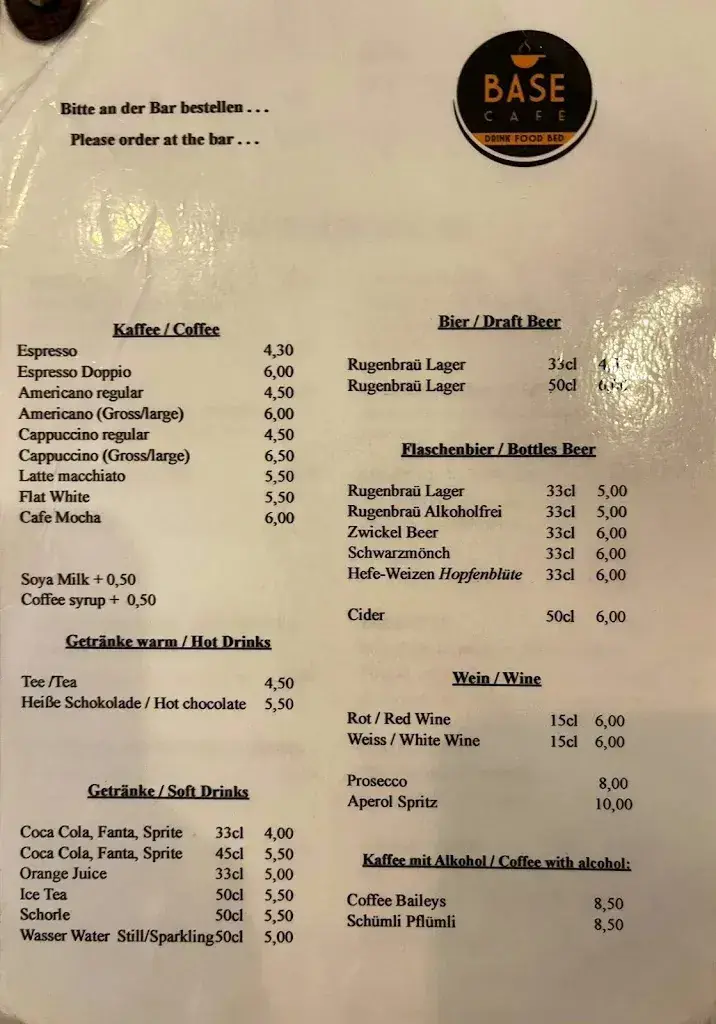 Bitte an der Bar bestellen . . .
Please order at the bar . . .
BASE
CAFE
DRINK FOOD BED
Kaffee / Coffee
Espresso 4,30
Espresso Doppio 6,00
Americano regular 4,50
Americano (Gross/large) 6,00
Cappuccino regular 4,50
Cappuccino (Gross/large) 6,50
Latte macchiato 5,50
Flat White 5,50
Cafe Mocha 6,00
Soya Milk + 0,50
Coffee syrup + 0,50
Getränke warm / Hot Drinks
Tee /Tea 4,50
Heiße Schokolade / Hot chocolate 5,50
Getränke / Soft Drinks
Coca Cola, Fanta, Sprite 33cl 4,00
Coca Cola, Fanta, Sprite 45cl 5,50
Orange Juice 33cl 5,00
Ice Tea 50cl 5,50
Schorle 50cl 5,50
Wasser Water Still/Sparkling50cl 5,00
Bier / Draft Beer
Rugenbraü Lager 33cl
Rugenbraü Lager 50cl
Flaschenbier / Bottles Beer
Rugenbraü Lager 33cl 5,00
Rugenbraü Alkoholfrei 33cl 5,00
Zwickel Beer 33cl 6,00
Schwarzmönch 33cl 6,00
Hefe-Weizen Hopfenblüte 33cl 6,00
Cider 50cl 6,00
Wein / Wine
Rot / Red Wine 15cl 6,00
Weiss / White Wine 15cl 6,00
Prosecco 8,00
Aperol Spritz 10,00
Kaffee mit Alkohol / Coffee with alcohol:
Coffee Baileys 8,50
Schümli Pflümli 8,50